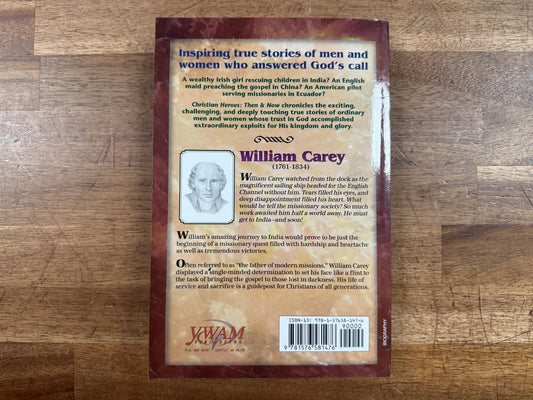 Inspiring true stories of men and
women who answered God's call
A wealthy Irish girl rescuing children in India? An English
maid preaching the gospel in China? An American pilot
serving missionaries in Ecuador?
Christian Heroes: Then & Now chronicles the exciting,
challenging, and deeply touching true stories of ordinary
men and women whose trust in God accomplished
extraordinary exploits for His kingdom and glory.
William Carey
(1761-1834)
William Carey watched from the dock as the
magnificent sailing ship headed for the English
Channel without him. Tears filled his eyes, and
deep disappointment filled his heart. What
would he tell the missionary society? So much
work awaited him half a world away. He must
get to India—and soon!
William's amazing journey to India would prove to be just the
beginning of a missionary quest filled with hardship and heartache
as well as tremendous victories.
Often referred to as "the father of modern missions," William Carey
displayed a single-minded determination to set his face like a flint to
the task of bringing the gospel to those lost in darkness. His life of
service and sacrifice is a guidepost for Christians of all generations.
YWAM
PUBLISHING
ISBN-13: 978-1-57658-147-6
90000
9 781576 581476
BIOGRAPHY